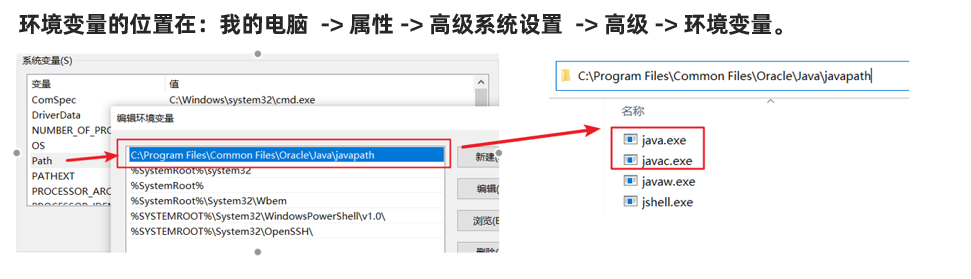 环境变量的位置在：我的电脑 -> 属性 -> 高级系统设置 -> 高级 -> 环境变量。
系统变量(S)
变量 值
ComSpec C:\Windows\system32\cmd.exe
DriverData
NUMBER_OF_PRO
OS
Path
PATHEXT
PROCESSOR_ARC
编辑环境变量
C:\Program Files\Common Files\Oracle\Java\javapath
%SystemRoot%\system32
%SystemRoot%
%SystemRoot%\System32\Wbem
%SYSTEMROOT%\System32\WindowsPowerShell\v1.0\
%SYSTEMROOT%\System32\OpenSSH\
新建(
编辑(
浏览(B
删除(
C:\Program Files\Common Files\Oracle\Java\javapath
名称
java.exe
javac.exe
javaw.exe
jshell.exe